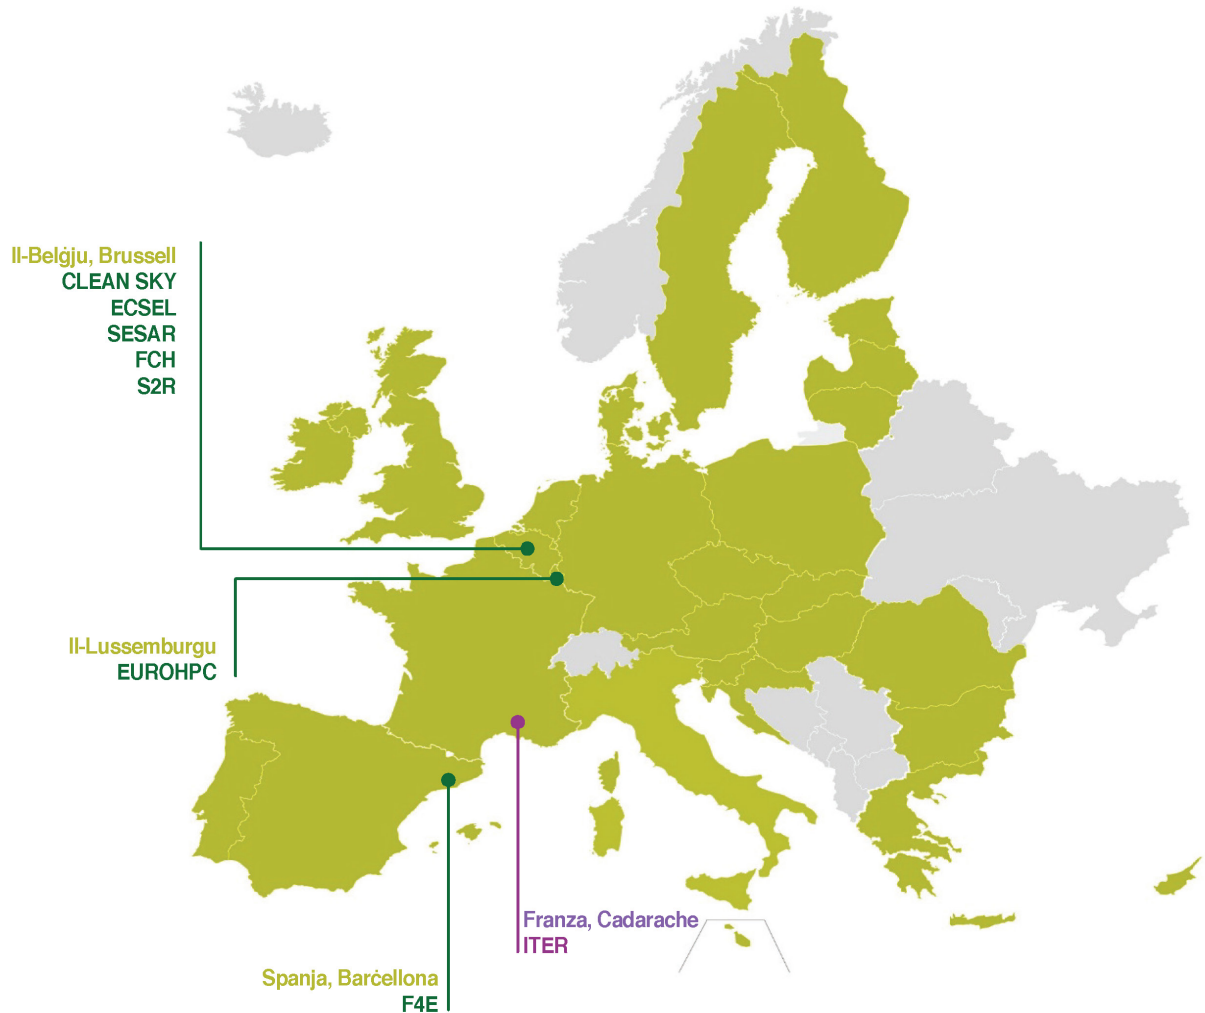 Il-Belġju, Brussell
CLEAN SKY
ECSEL
SESAR
FCH
S2R
Il-Lussemburgu
EUROHPC
Franza, Cadarache
ITER
Spanja, Barċellona
F4E